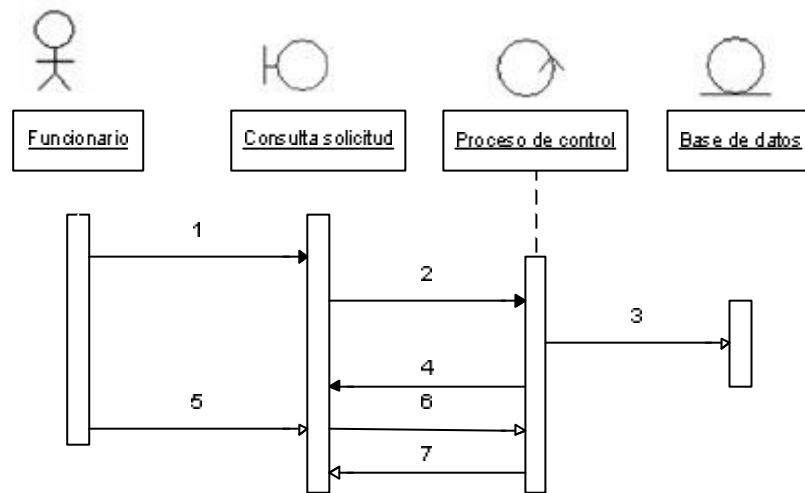 Funcionario
Consulta solicitud
Proceso de control
Base de datos
1
2
3
4
5
6
7